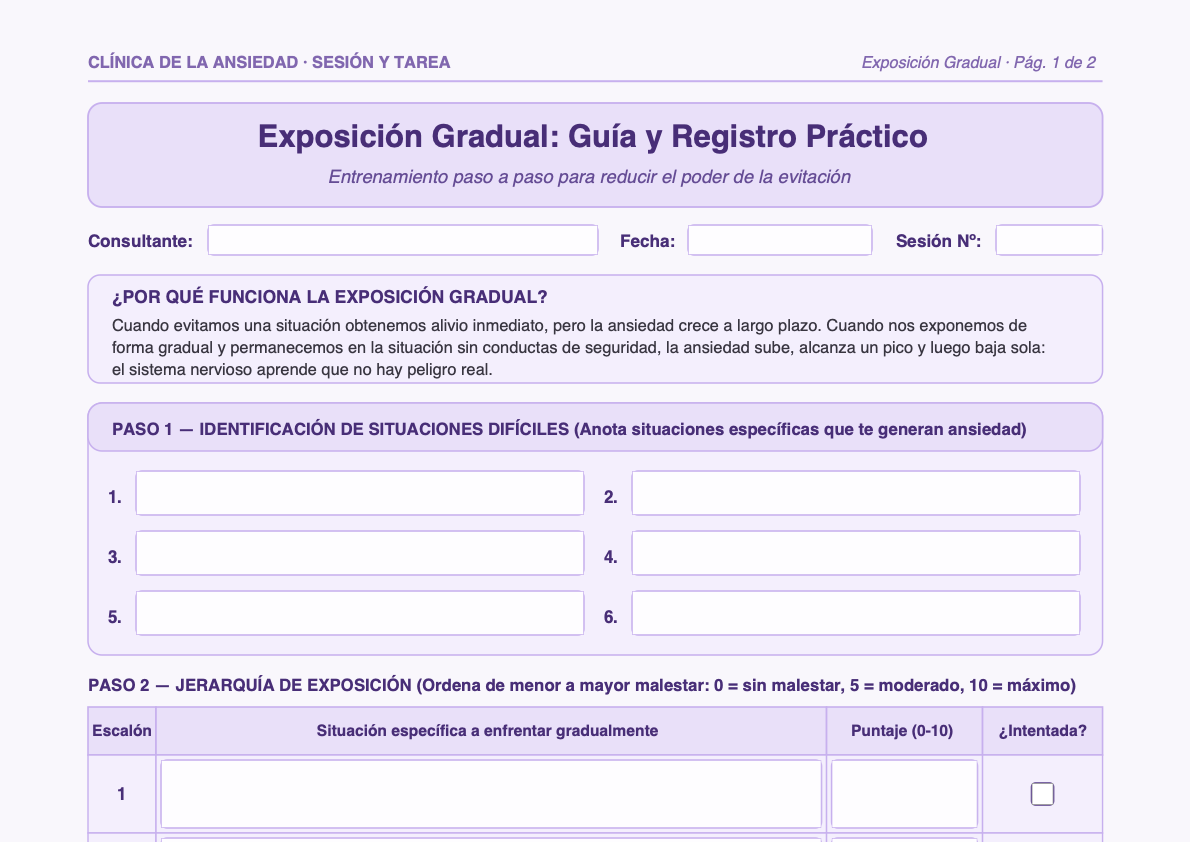 CLÍNICA DE LA ANSIEDAD · SESIÓN Y TAREA
Exposición Gradual · Pág. 1 de 2
Exposición Gradual: Guía y Registro Práctico
Entrenamiento paso a paso para reducir el poder de la evitación
Consultante: Fecha: Sesión Nº:
¿POR QUÉ FUNCIONA LA EXPOSICIÓN GRADUAL?
Cuando evitamos una situación obtenemos alivio inmediato, pero la ansiedad crece a largo plazo. Cuando nos exponemos de
forma gradual y permanecemos en la situación sin conductas de seguridad, la ansiedad sube, alcanza un pico y luego baja sola:
el sistema nervioso aprende que no hay peligro real.
PASO 1 — IDENTIFICACIÓN DE SITUACIONES DIFÍCILES (Anota situaciones específicas que te generan ansiedad)
1. 2.
3. 4.
5. 6.
PASO 2 — JERARQUÍA DE EXPOSICIÓN (Ordena de menor a mayor malestar: 0 = sin malestar, 5 = moderado, 10 = máximo)
Escalón Situación específica a enfrentar gradualmente Puntaje (0-10) ¿Intentada?
1